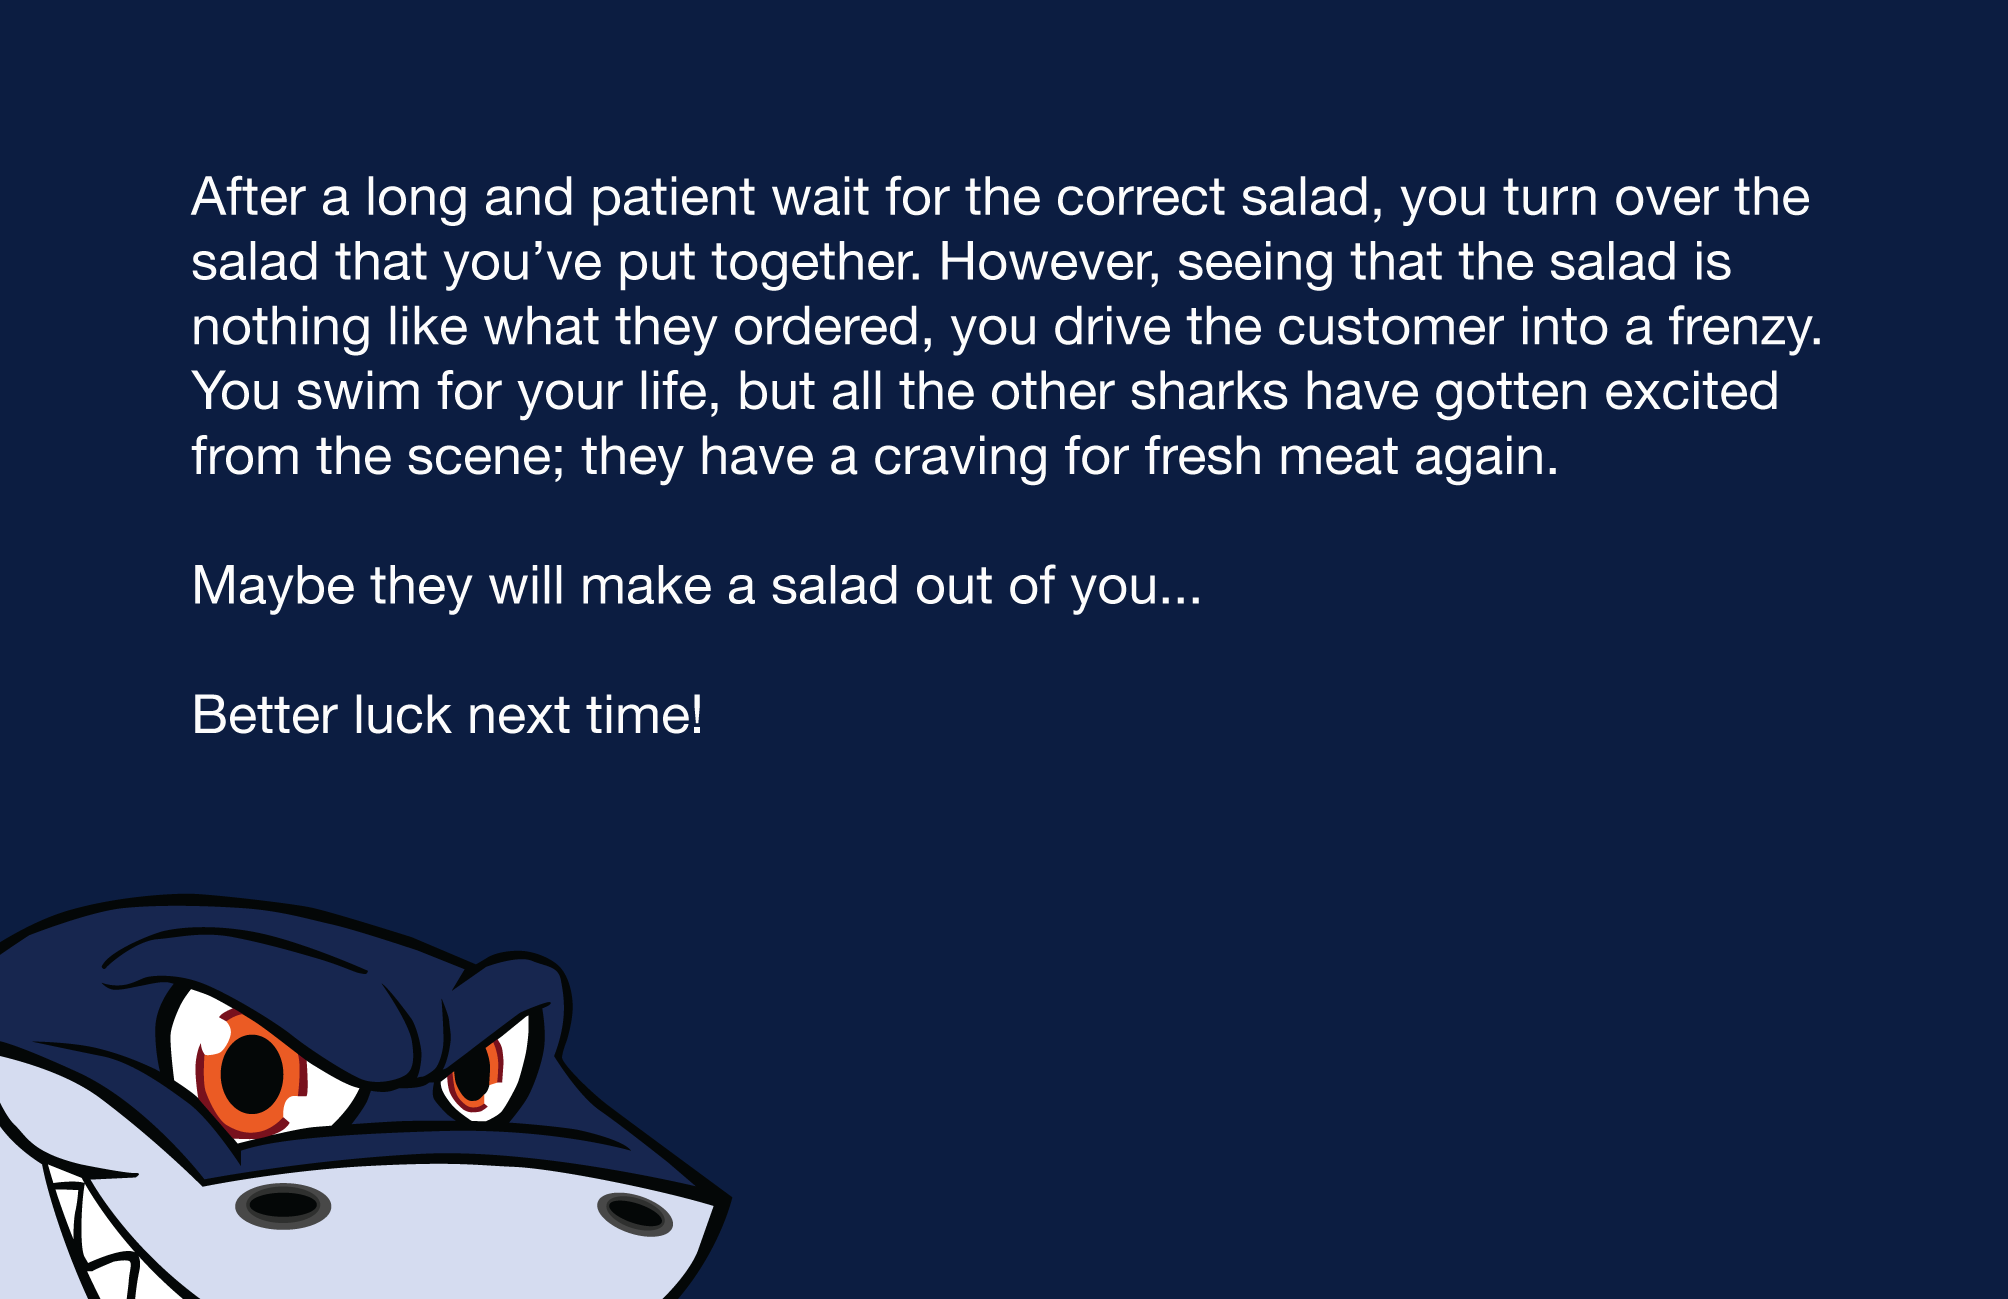 After a long and patient wait for the correct salad, you turn over the
salad that you’ve put together. However, seeing that the salad is
nothing like what they ordered, you drive the customer into a frenzy.
You swim for your life, but all the other sharks have gotten excited
from the scene; they have a craving for fresh meat again.
Maybe they will make a salad out of you...
Better luck next time!